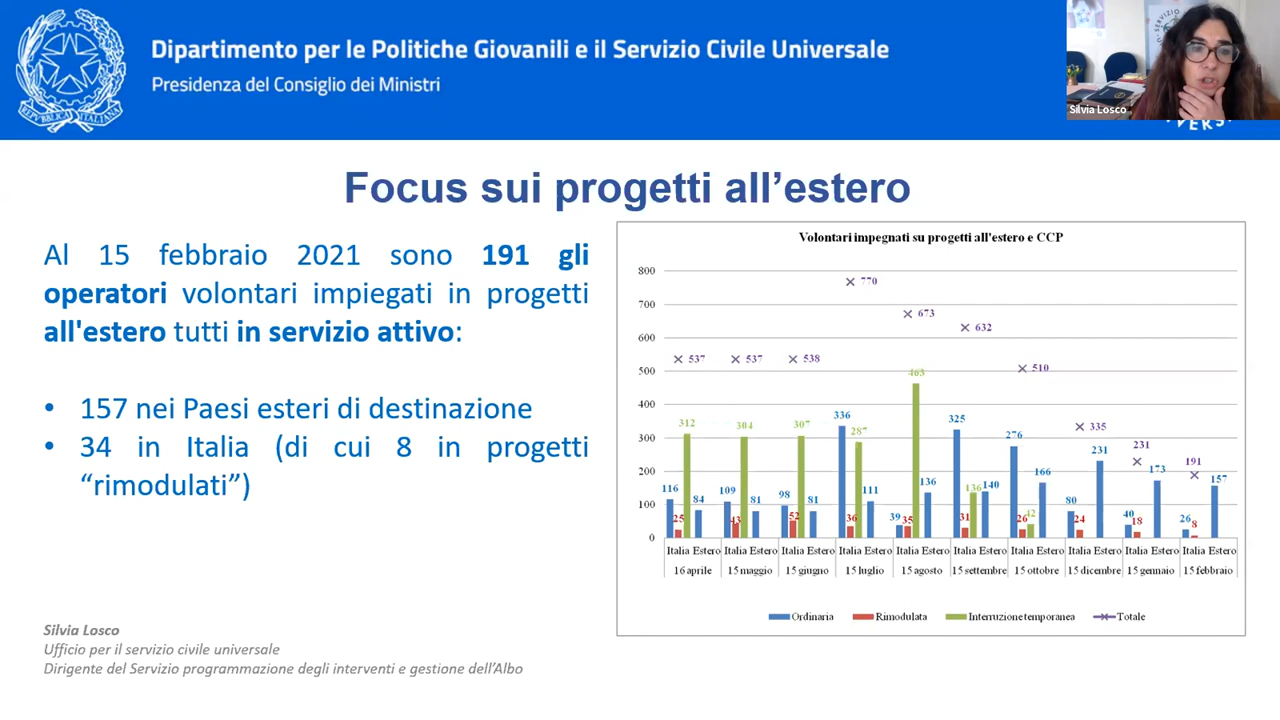 Dipartimento per le Politiche Giovanili e il Servizio Civile Universale
Presidenza del Consiglio dei Ministri
REPVBBLICA ITALIANA
Silvia Losco
Focus sui progetti all’estero
Al 15 febbraio 2021 sono 191 gli
operatori volontari impiegati in progetti
all'estero tutti in servizio attivo:
• 157 nei Paesi esteri di destinazione
• 34 in Italia (di cui 8 in progetti
“rimodulati”)
Volontari impegnati su progetti all'estero e CCP
800
700
600
500
400
300
200
100
0
537 537 538 770 673 632 510 335 231 191
116 25 312 84
109 43 304 81
98 52 307 81
336 36 287 111
39 35 463 136
325 31 136 140
276 26 42 166
80 24 231
40 18 173
26 8 157
Italia Estero Italia Estero Italia Estero Italia Estero Italia Estero Italia Estero Italia Estero Italia Estero Italia Estero Italia Estero
16 aprile 15 maggio 15 giugno 15 luglio 15 agosto 15 settembre 15 ottobre 15 dicembre 15 gennaio 15 febbraio
Ordinaria Rimodulata Interruzione temporanea Totale
Silvia Losco
Ufficio per il servizio civile universale
Dirigente del Servizio programmazione degli interventi e gestione dell’Albo